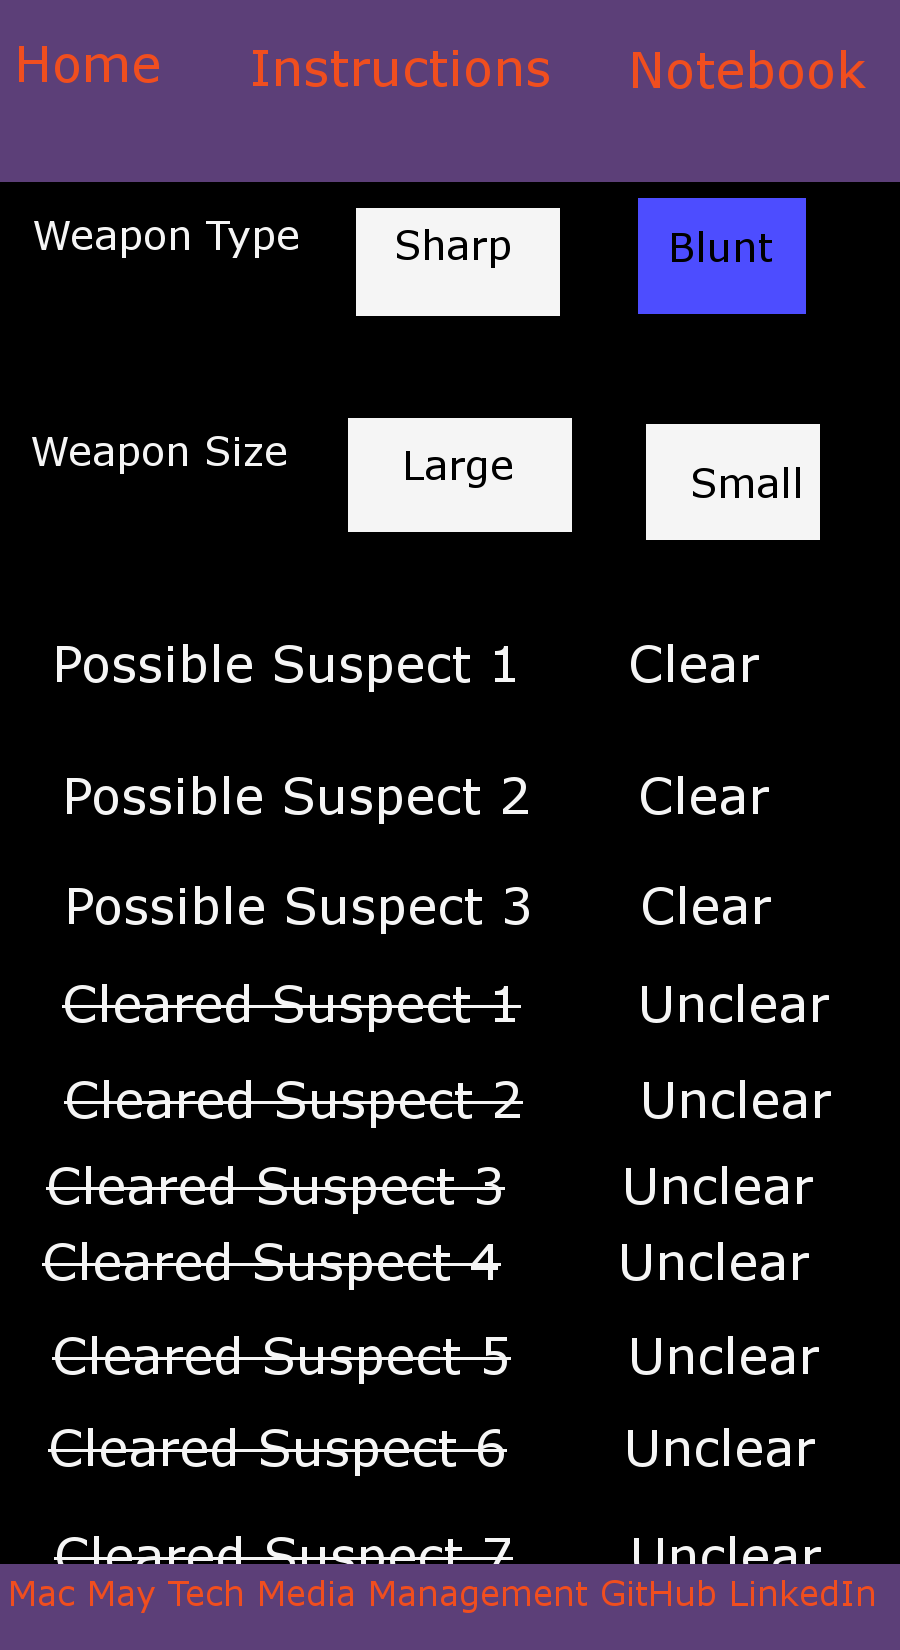 Home Instructions Notebook
Weapon Type Sharp Blunt
Weapon Size Large Small
Possible Suspect 1 Clear
Possible Suspect 2 Clear
Possible Suspect 3 Clear
Cleared Suspect 1 Unclear
Cleared Suspect 2 Unclear
Cleared Suspect 3 Unclear
Cleared Suspect 4 Unclear
Cleared Suspect 5 Unclear
Cleared Suspect 6 Unclear
Cleared Suspect 7 Unclear
Mac May Tech Media Management GitHub LinkedIn